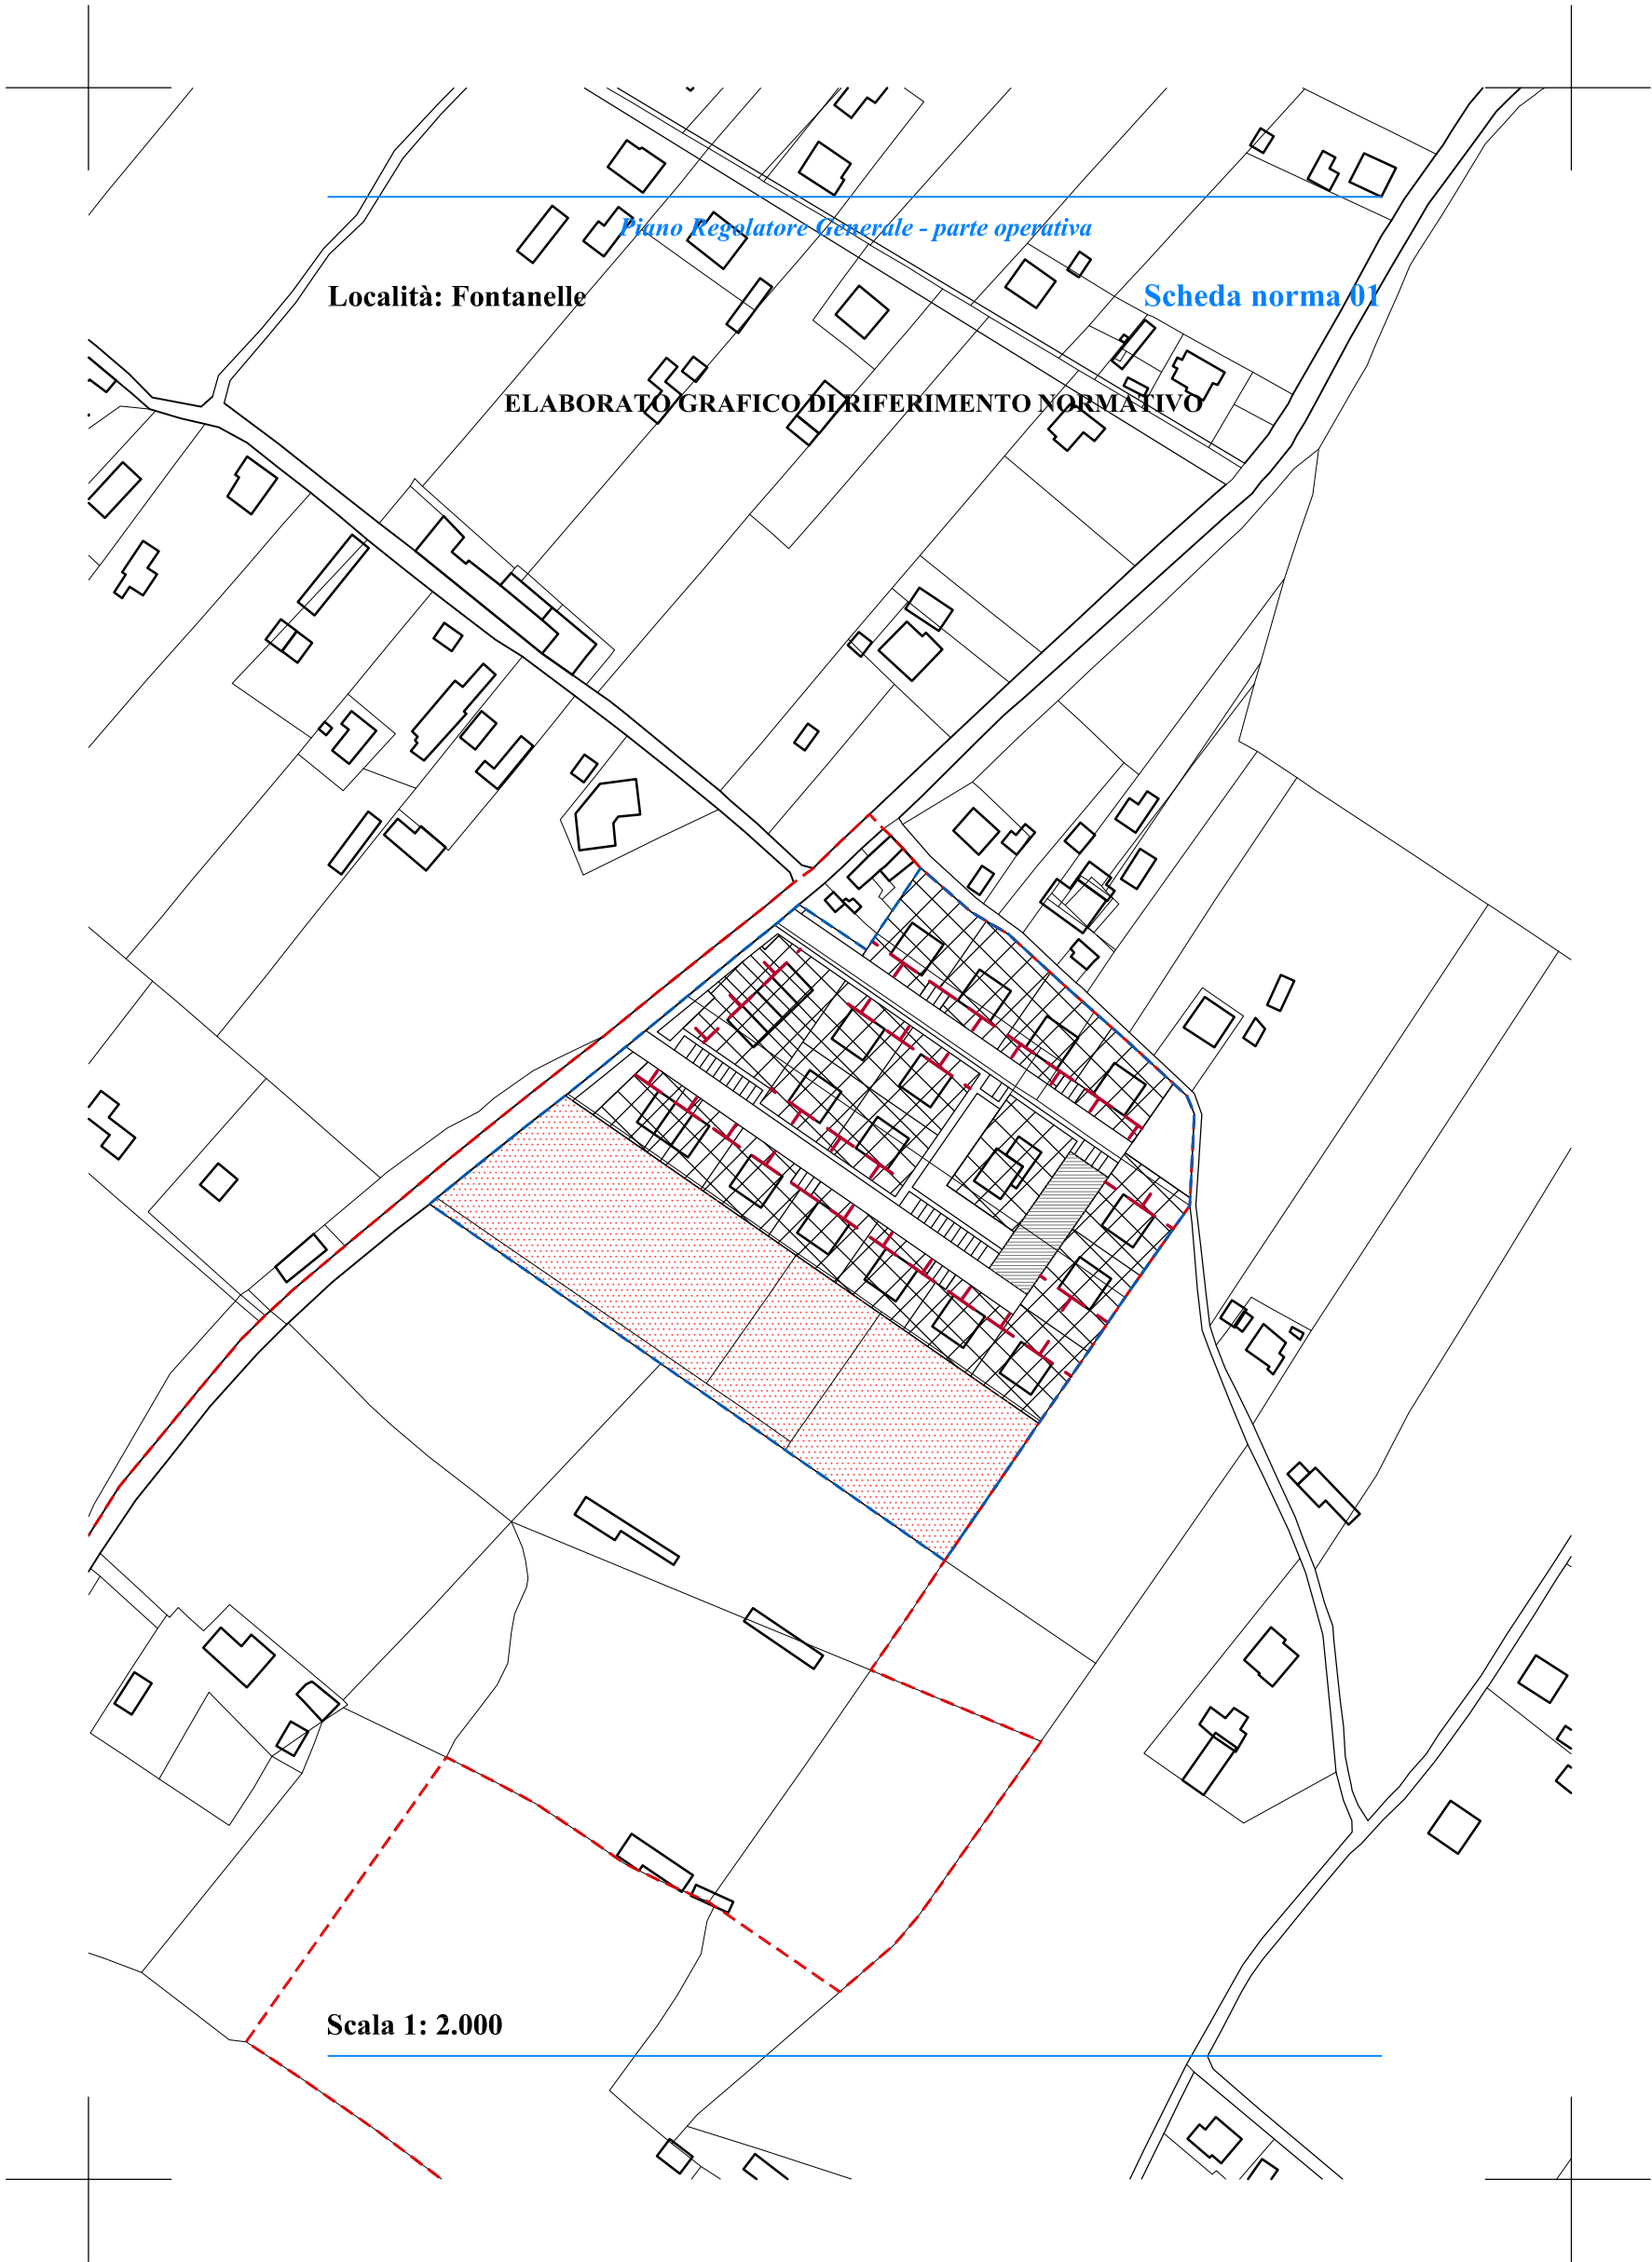 Piano Regolatore Generale - parte operativa
Località: Fontanelle
Scheda norma 01
ELABORATO GRAFICO DI RIFERIMENTO NORMATIVO
Scala 1: 2.000